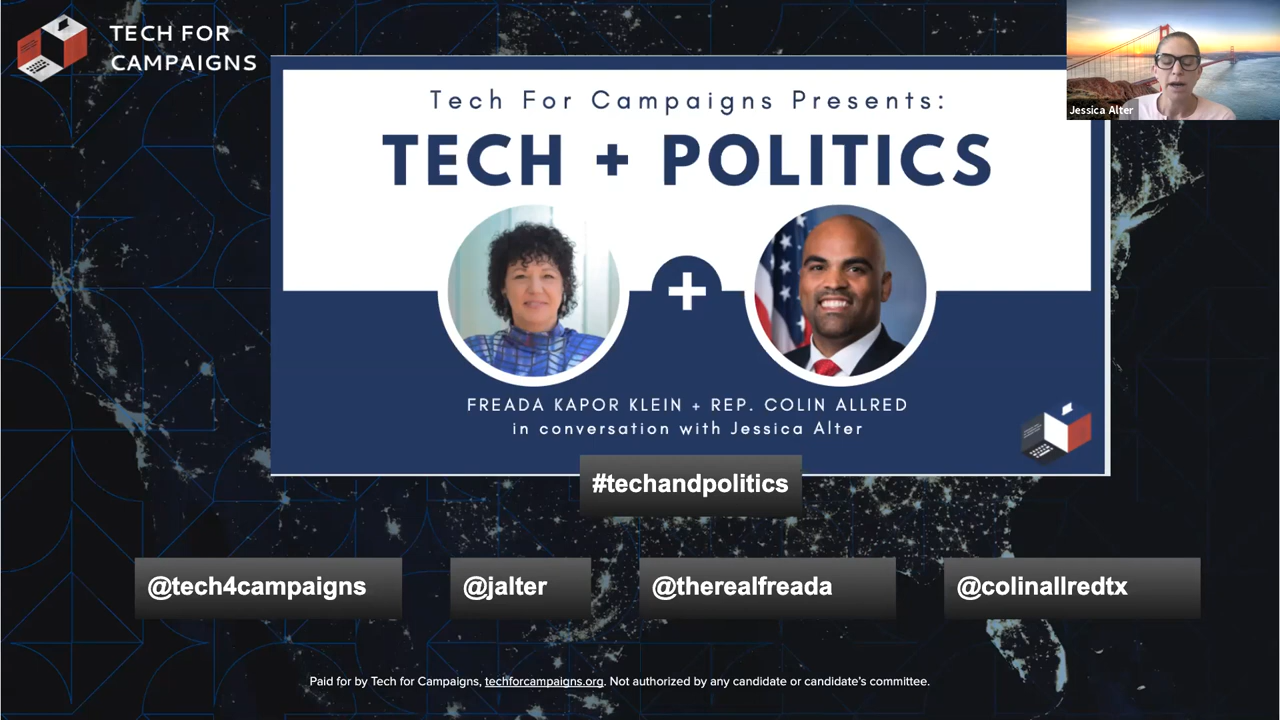 TECH FOR
CAMPAIGNS
Jessica Alter
Tech For Campaigns Presents:
TECH + POLITICS
+
FREADA KAPOR KLEIN + REP. COLIN ALLRED
in conversation with Jessica Alter
#techandpolitics
@tech4campaigns
@jalter
@therealfreada
@colinallredtx
Paid for by Tech for Campaigns, techforcampaigns.org. Not authorized by any candidate or candidate's committee.